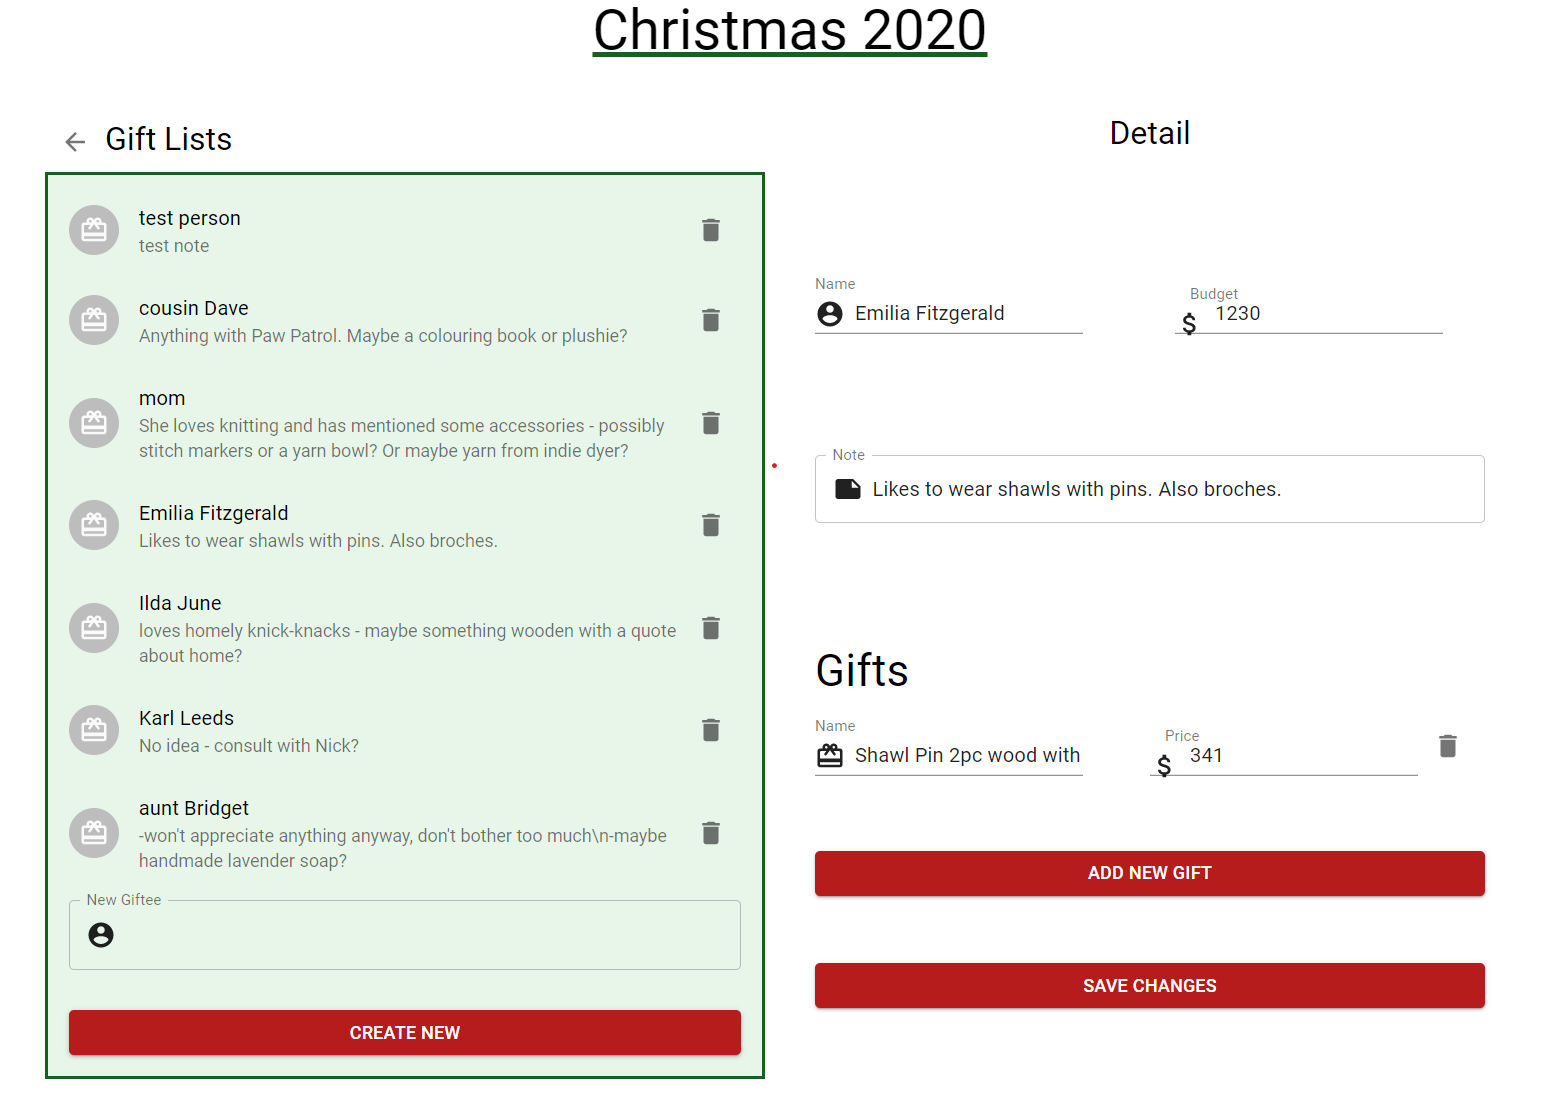 Christmas 2020
Gift Lists
test person
test note
cousin Dave
Anything with Paw Patrol. Maybe a colouring book or plushie?
mom
She loves knitting and has mentioned some accessories - possibly
stitch markers or a yarn bowl? Or maybe yarn from indie dyer?
Emilia Fitzgerald
Likes to wear shawls with pins. Also broches.
Ilda June
loves homely knick-knacks - maybe something wooden with a quote
about home?
Karl Leeds
No idea - consult with Nick?
aunt Bridget
-won't appreciate anything anyway, don't bother too much\n-maybe
handmade lavender soap?
New Giftee
CREATE NEW
Detail
Name
Emilia Fitzgerald
Budget
$ 1230
Note
Likes to wear shawls with pins. Also broches.
Gifts
Name
Shawl Pin 2pc wood with
Price
$ 341
ADD NEW GIFT
SAVE CHANGES